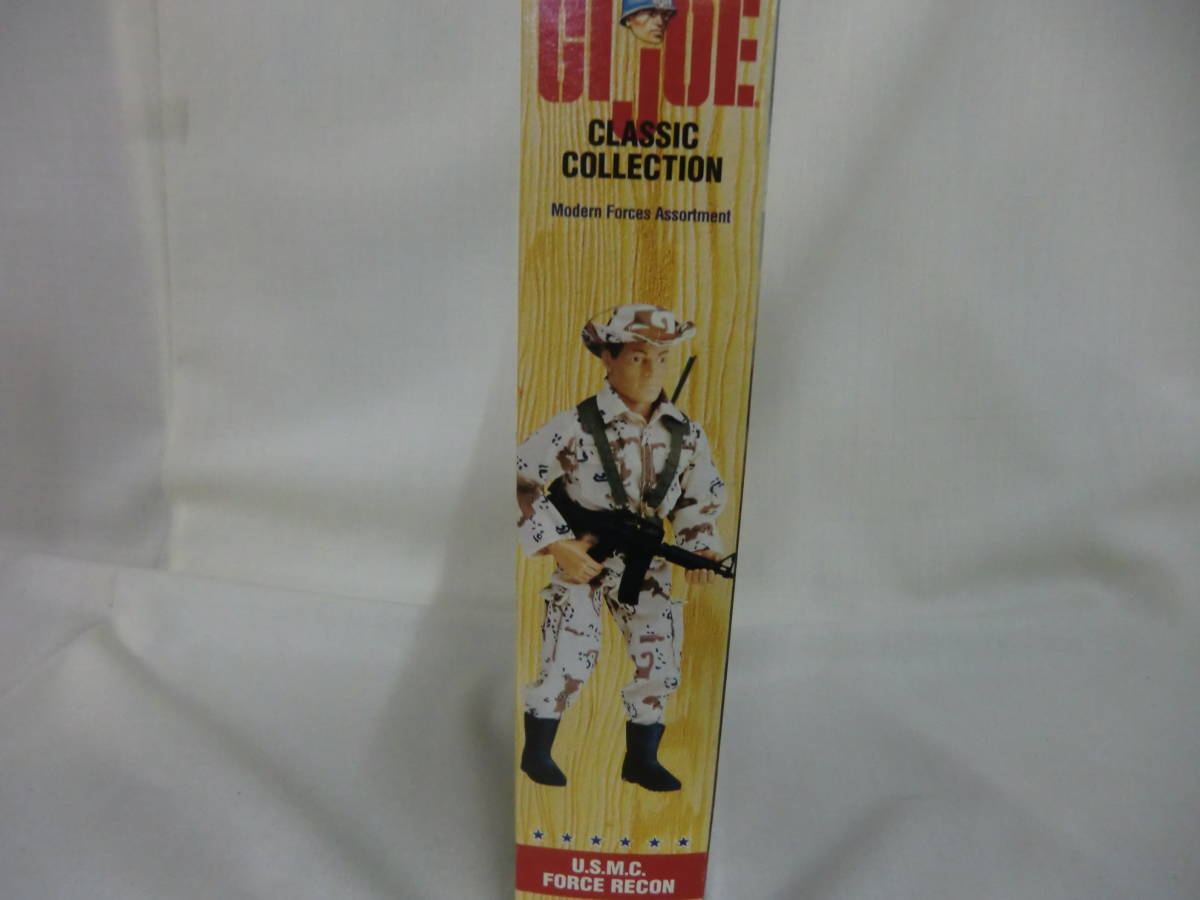 GI JOE
CLASSIC
COLLECTION
Modern Forces Assortment
U.S.M.C.
FORCE RECON